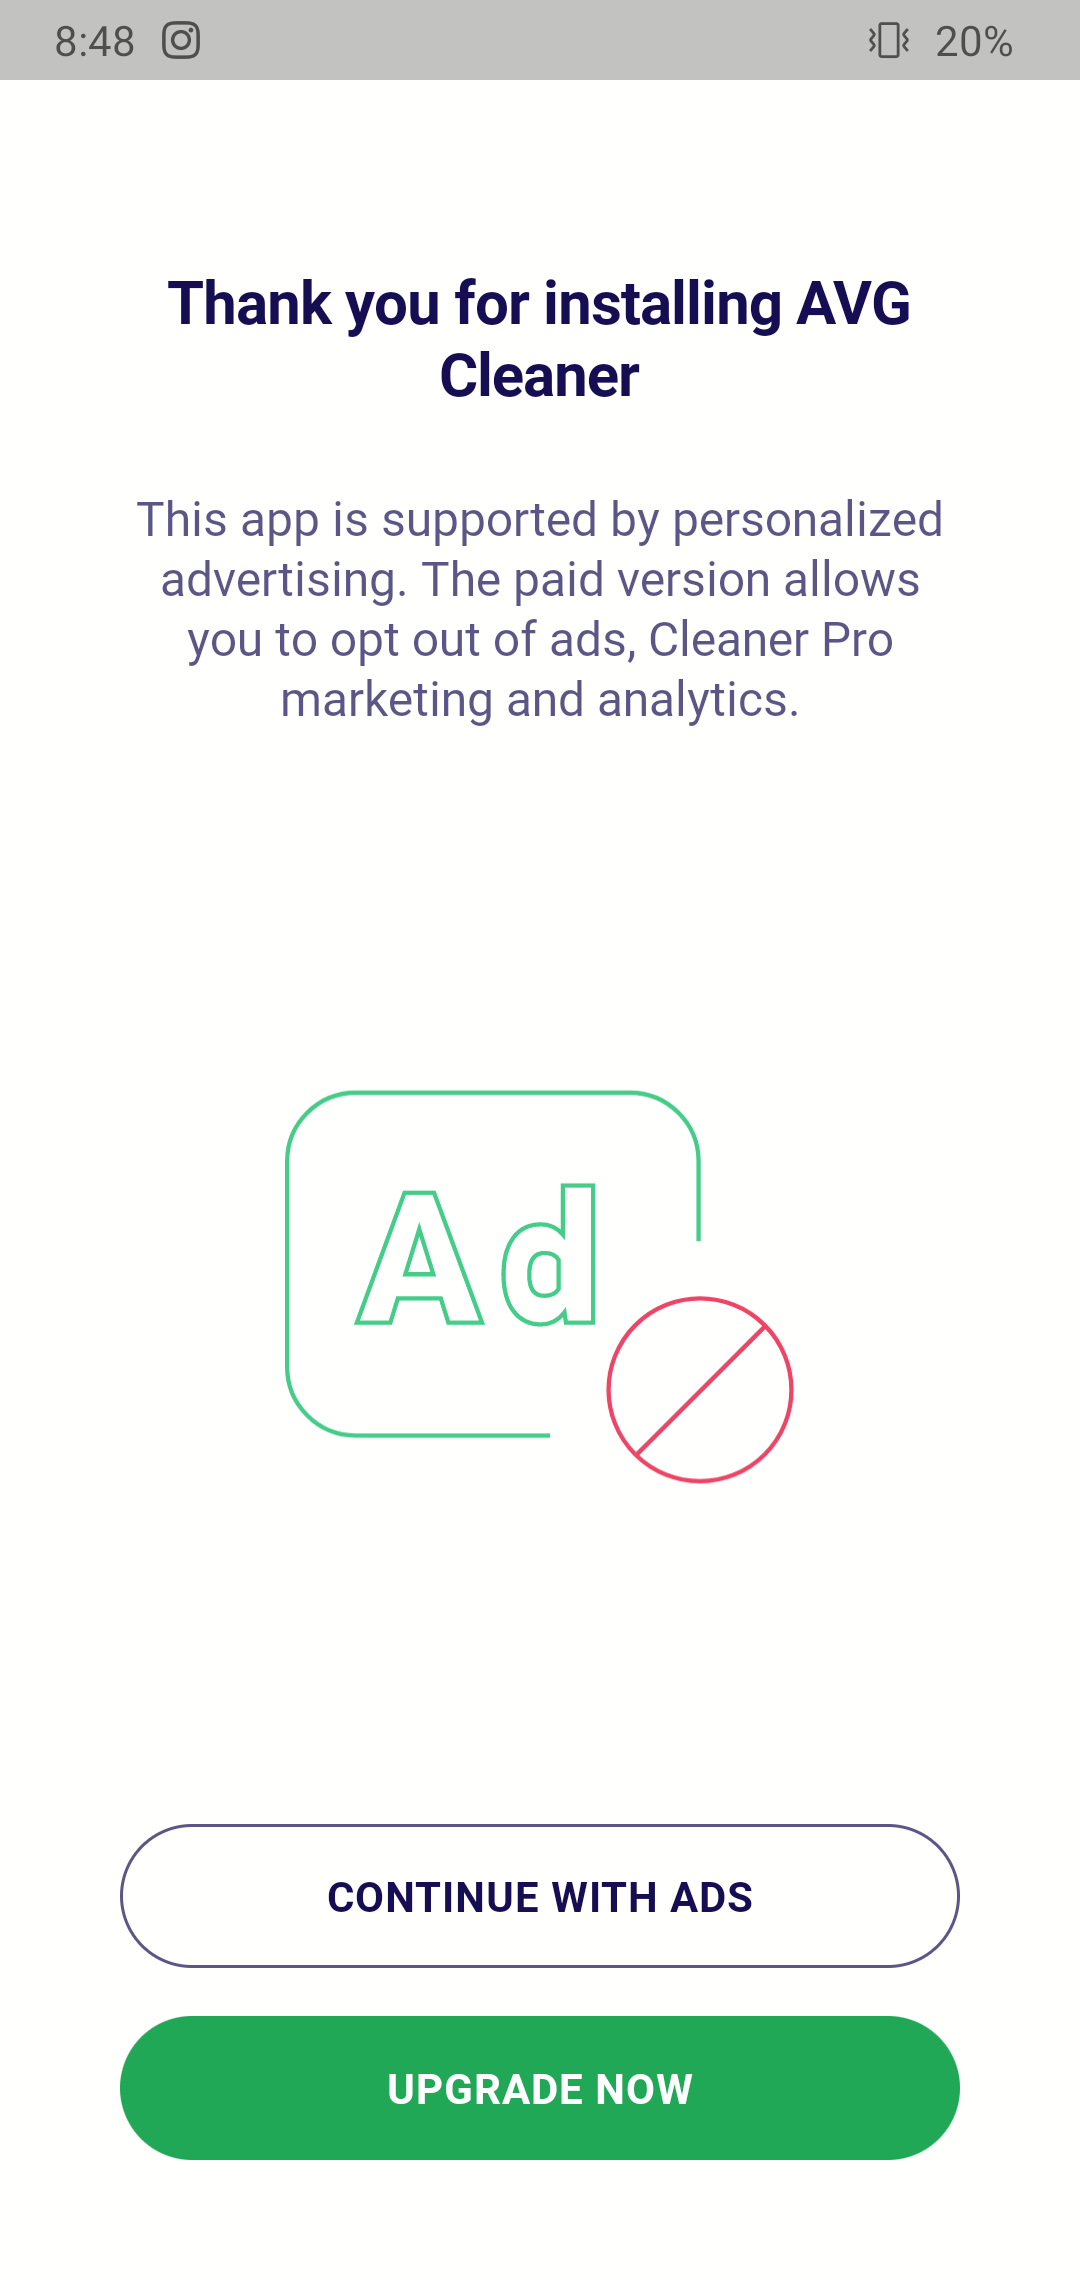 8:48
20%
Thank you for installing AVG
Cleaner
This app is supported by personalized
advertising. The paid version allows
you to opt out of ads, Cleaner Pro
marketing and analytics.
Ad
CONTINUE WITH ADS
UPGRADE NOW